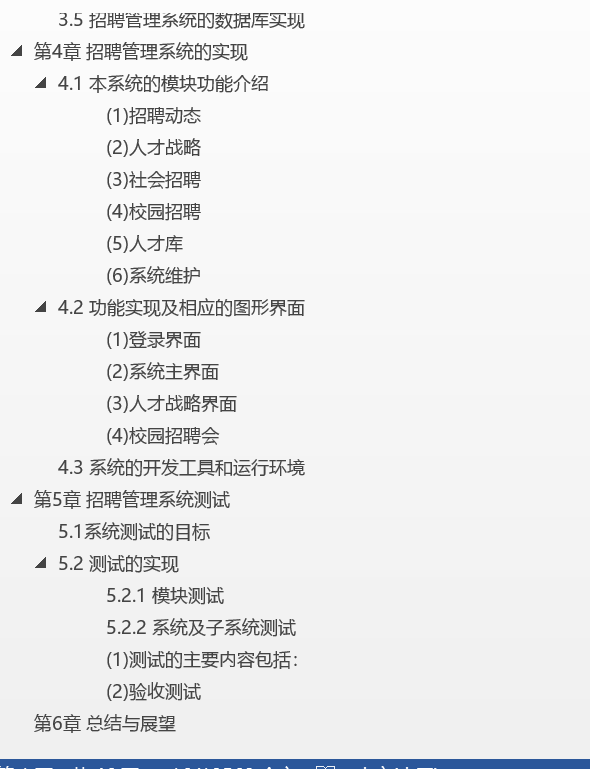 3.5 招聘管理系统的数据库实现
第4章 招聘管理系统的实现
4.1 本系统的模块功能介绍
(1)招聘动态
(2)人才战略
(3)社会招聘
(4)校园招聘
(5)人才库
(6)系统维护
4.2 功能实现及相应的图形界面
(1)登录界面
(2)系统主界面
(3)人才战略界面
(4)校园招聘会
4.3 系统的开发工具和运行环境
第5章 招聘管理系统测试
5.1系统测试的目标
5.2 测试的实现
5.2.1 模块测试
5.2.2 系统及子系统测试
(1)测试的主要内容包括：
(2)验收测试
第6章 总结与展望